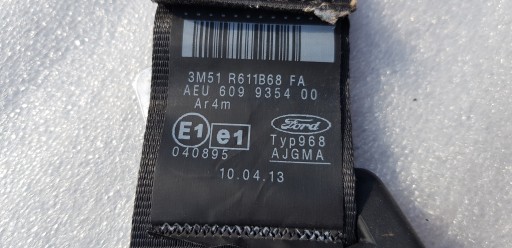 3M51 R611B68 FA
AEU 609 9354 00
Ar4m
E1 e1 Ford
Typ968
040895 AJGMA
10.04.13